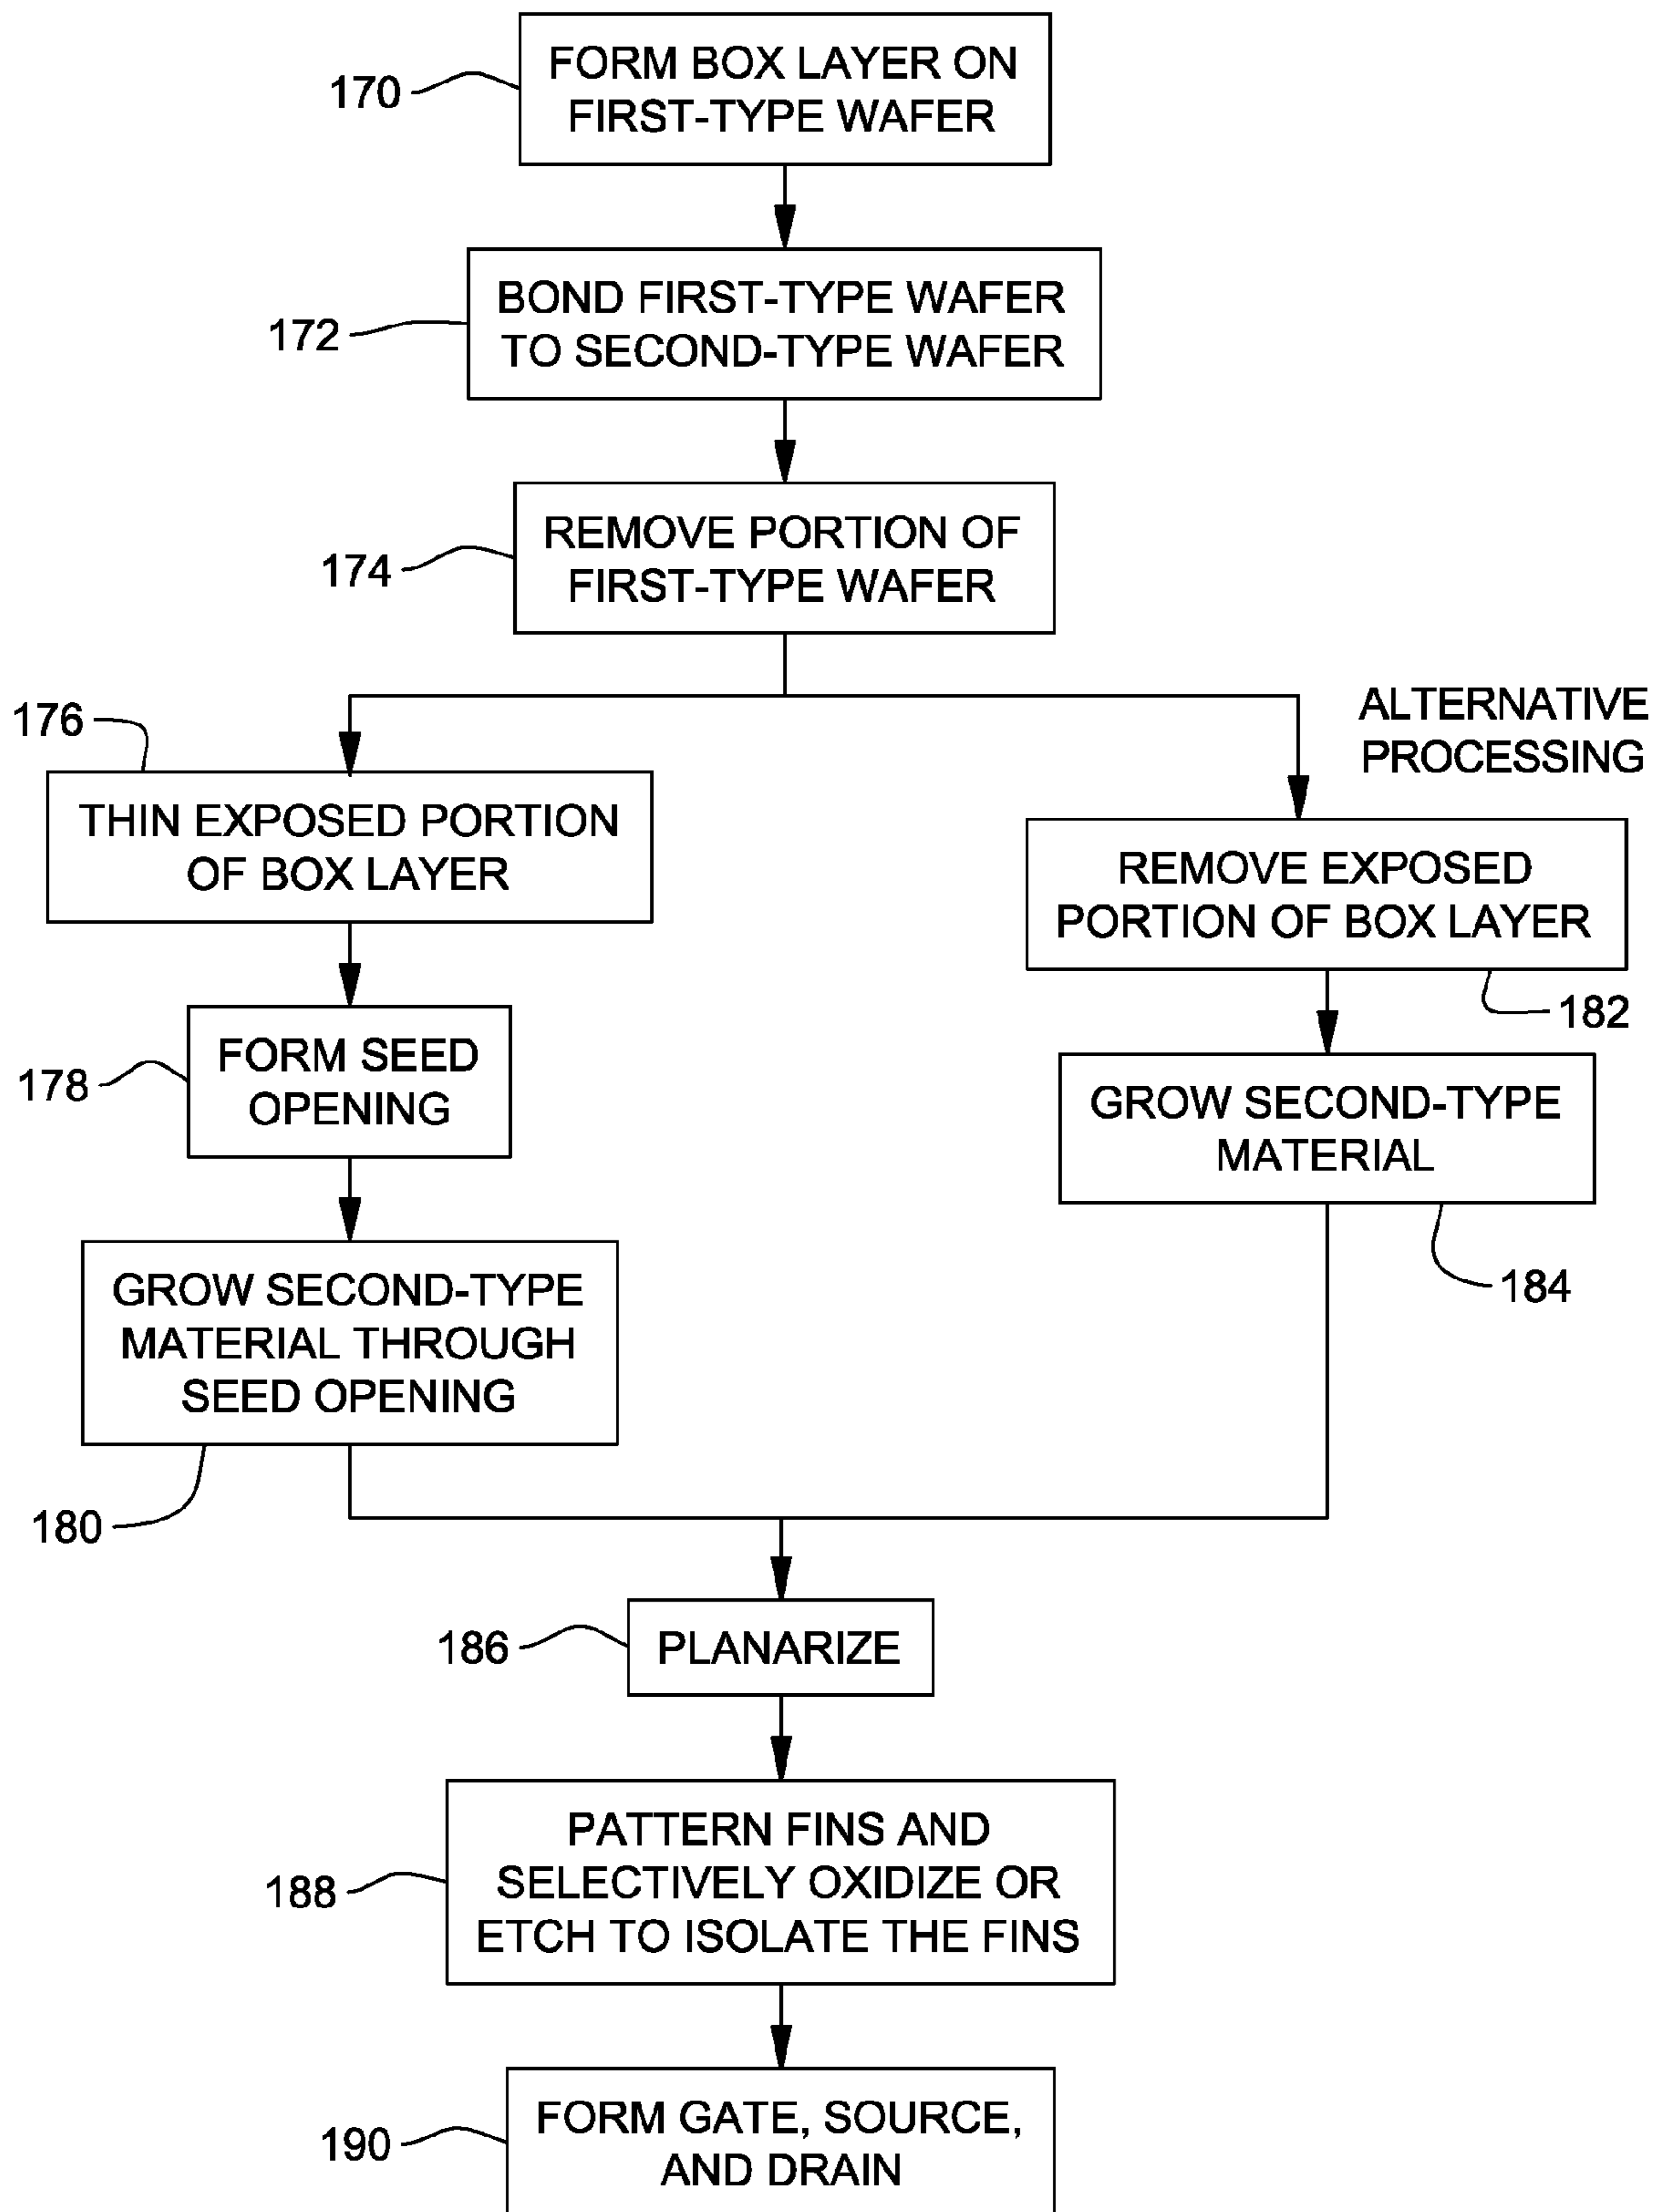 FORM BOX LAYER ON
FIRST-TYPE WAFER
170
BOND FIRST-TYPE WAFER
TO SECOND-TYPE WAFER
172
REMOVE PORTION OF
FIRST-TYPE WAFER
174
176
THIN EXPOSED PORTION
OF BOX LAYER
178
FORM SEED
OPENING
GROW SECOND-TYPE
MATERIAL THROUGH
SEED OPENING
180
ALTERNATIVE
PROCESSING
REMOVE EXPOSED
PORTION OF BOX LAYER
182
GROW SECOND-TYPE
MATERIAL
184
186
PLANARIZE
PATTERN FINS AND
SELECTIVELY OXIDIZE OR
ETCH TO ISOLATE THE FINS
188
FORM GATE, SOURCE,
AND DRAIN
190